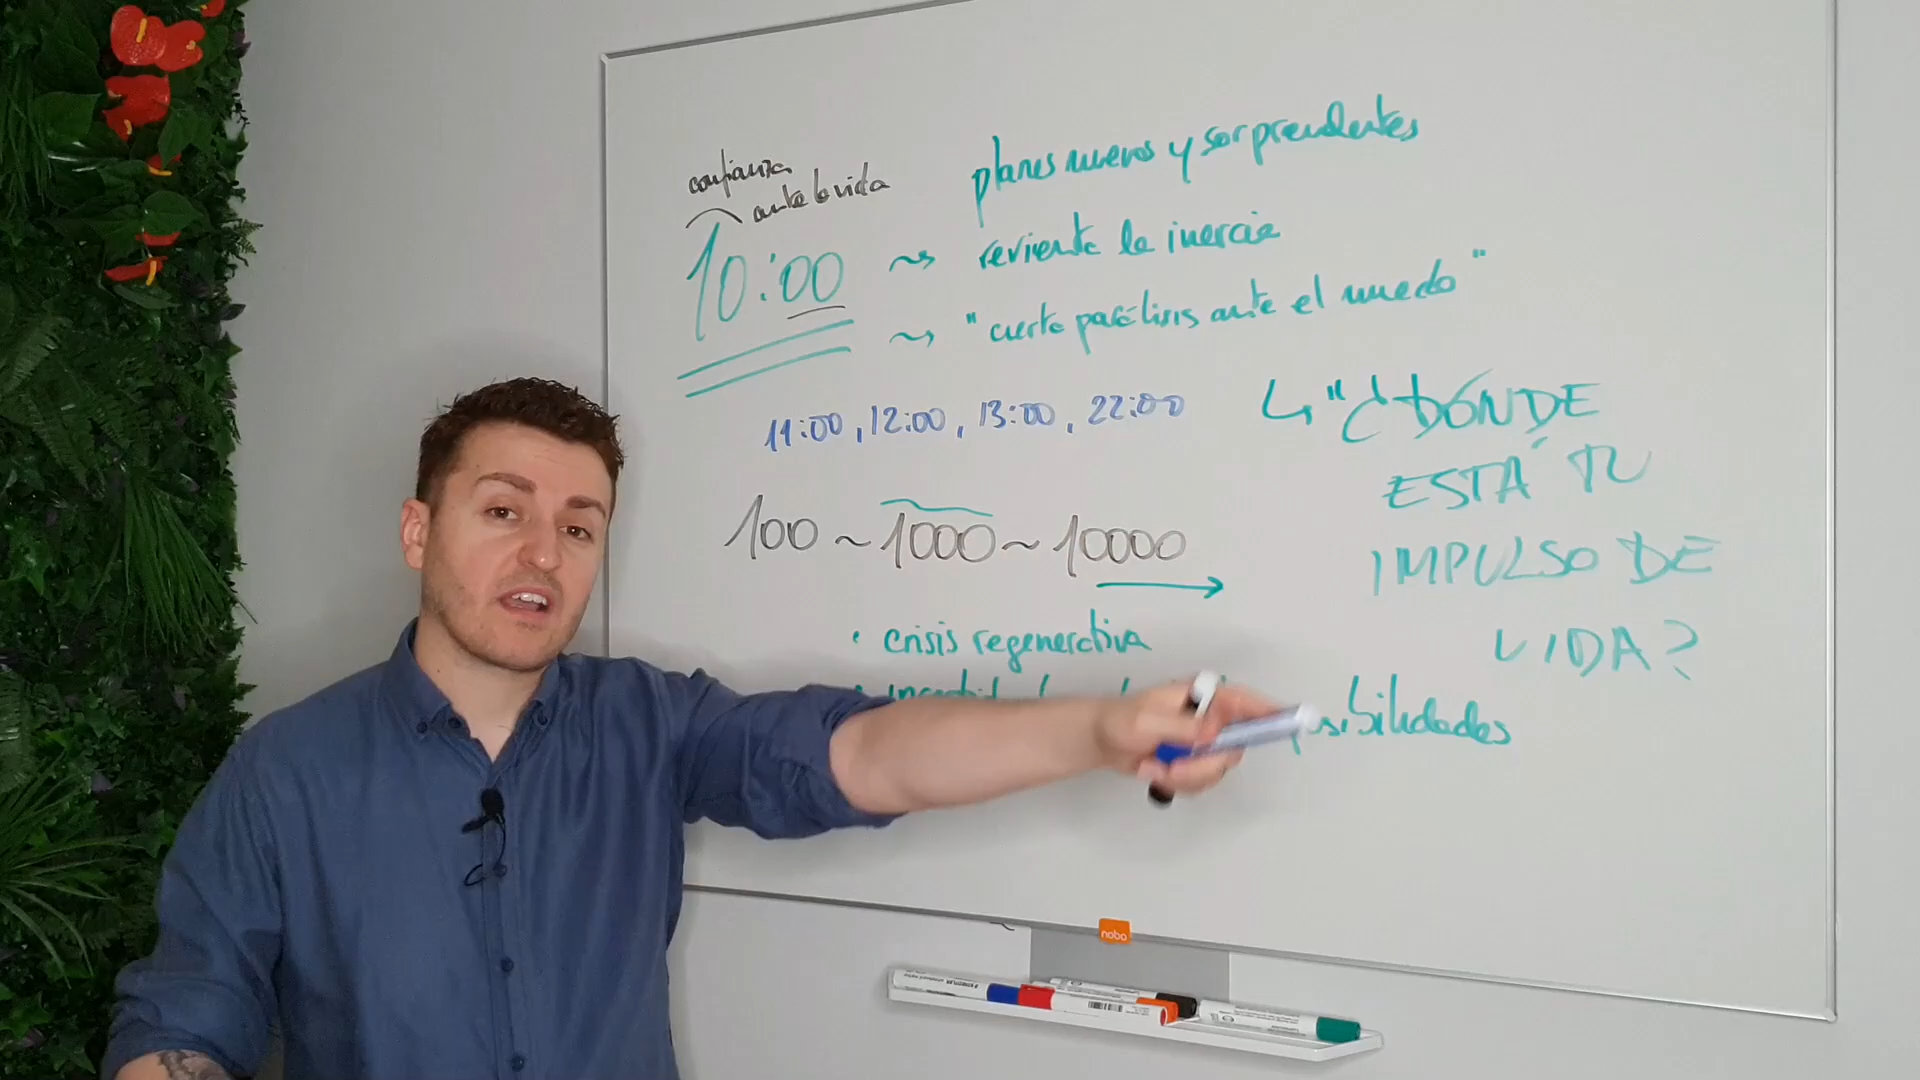 confianza
ante la vida
planes nuevos y sorprendentes
10:00 ~> revienta la inercia
~> "cierta parálisis ante el miedo"
11:00, 12:00, 13:00, 22:00
↳ "¿DÓNDE
ESTÁ TU
IMPULSO DE
VIDA?
100 ~ 1000 ~ 10000
• crisis regenerativa
nobo